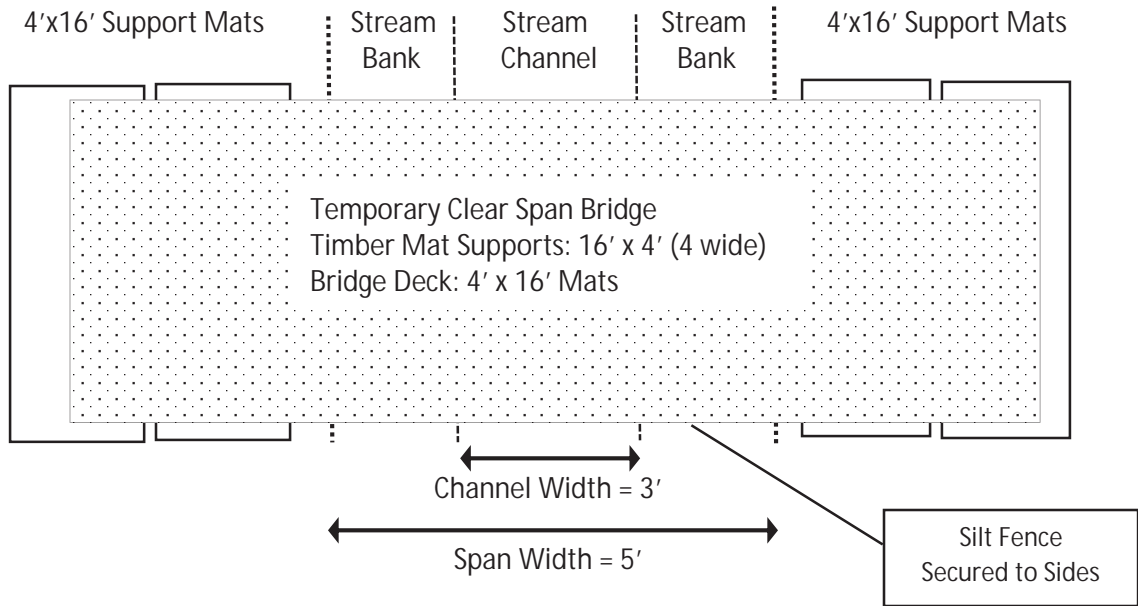 4′x16′ Support Mats
Stream
Bank
Stream
Channel
Stream
Bank
4′x16′ Support Mats
Temporary Clear Span Bridge
Timber Mat Supports: 16′ x 4′ (4 wide)
Bridge Deck: 4′ x 16′ Mats
Channel Width = 3′
Span Width = 5′
Silt Fence
Secured to Sides